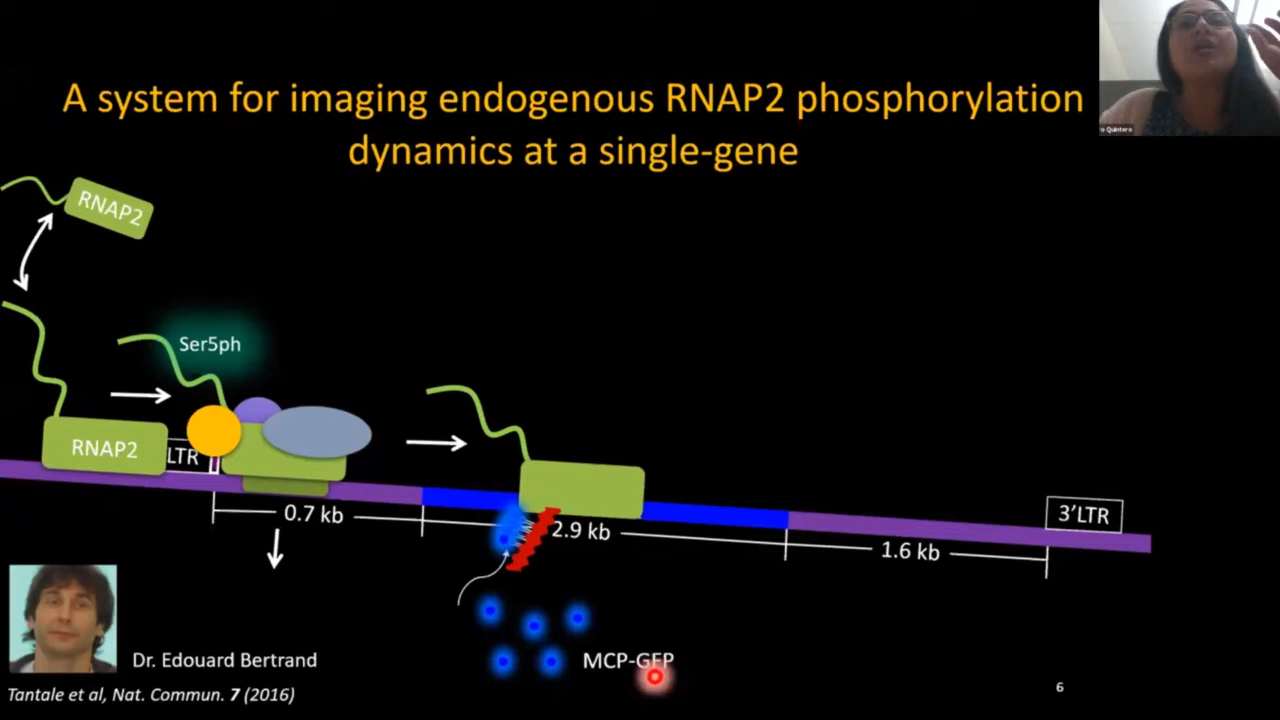 A system for imaging endogenous RNAP2 phosphorylation
dynamics at a single-gene
ro Quintero
RNAP2
Ser5ph
RNAP2
LTR
0.7 kb
2.9 kb
1.6 kb
3'LTR
MCP-GFP
Dr. Edouard Bertrand
Tantale et al, Nat. Commun. 7 (2016)
6